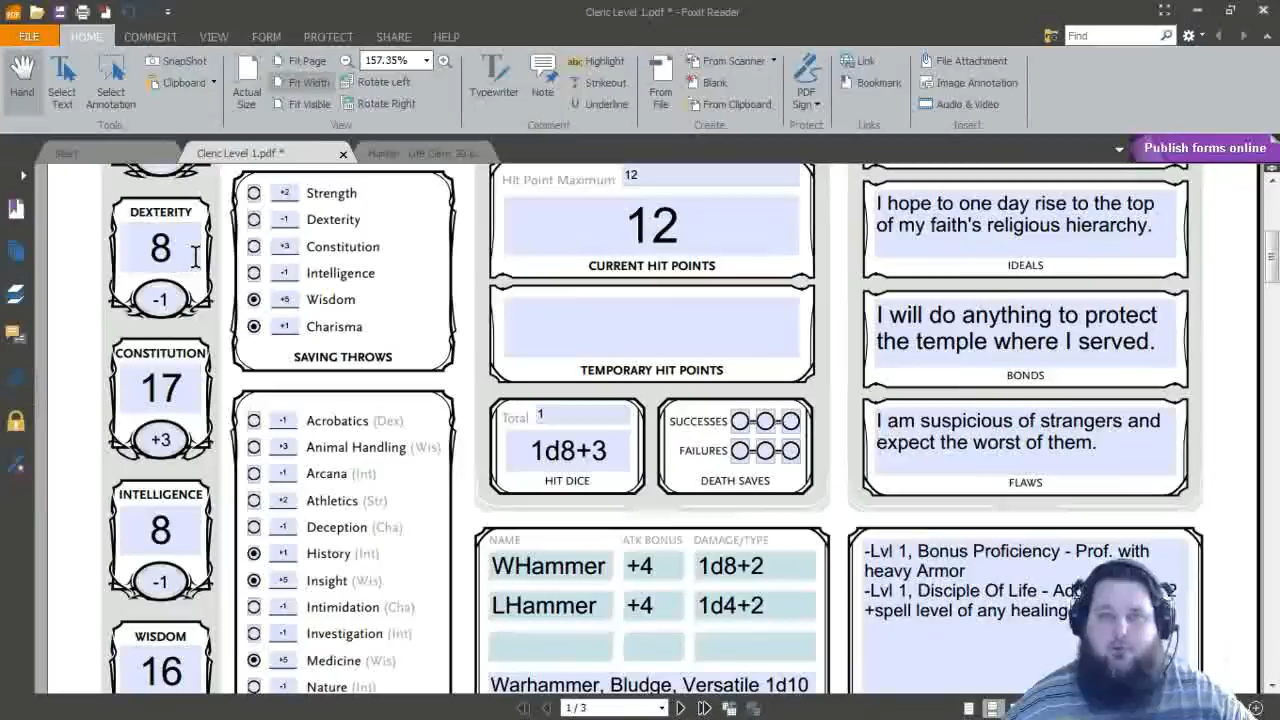 Cleric Level 1.pdf * - Foxit Reader
FILE HOME COMMENT VIEW FORM PROTECT SHARE HELP
Find
Hand
Select Text
Select Annotation
SnapShot
Clipboard
Tools
Actual Size
Fit Page
Fit Width
Fit Visible
157.35%
Rotate Left
Rotate Right
View
Typewriter
Note
Highlight
Strikeout
Underline
Comment
From File
From Scanner
Blank
From Clipboard
Create
PDF Sign
Protect
Link
Bookmark
Links
File Attachment
Image Annotation
Audio & Video
Insert
Start
Cleric Level 1.pdf *
Publish forms online
DEXTERITY
8
-1
CONSTITUTION
17
+3
INTELLIGENCE
8
-1
WISDOM
16
+2 Strength
-1 Dexterity
+3 Constitution
-1 Intelligence
+5 Wisdom
+1 Charisma
SAVING THROWS
-1 Acrobatics (Dex)
+3 Animal Handling (Wis)
-1 Arcana (Int)
+2 Athletics (Str)
-1 Deception (Cha)
+1 History (Int)
+5 Insight (Wis)
-1 Intimidation (Cha)
-1 Investigation (Int)
+5 Medicine (Wis)
-1 Nature (Int)
Hit Point Maximum 12
12
CURRENT HIT POINTS
TEMPORARY HIT POINTS
Total 1
1d8+3
HIT DICE
SUCCESSES
FAILURES
DEATH SAVES
NAME ATK BONUS DAMAGE/TYPE
WHammer +4 1d8+2
LHammer +4 1d4+2
Warhammer, Bludge, Versatile 1d10
I hope to one day rise to the top
of my faith's religious hierarchy.
IDEALS
I will do anything to protect
the temple where I served.
BONDS
I am suspicious of strangers and
expect the worst of them.
FLAWS
-Lvl 1, Bonus Proficiency - Prof. with
heavy Armor
-Lvl 1, Disciple Of Life - 2
+spell level of any healing
1 / 3